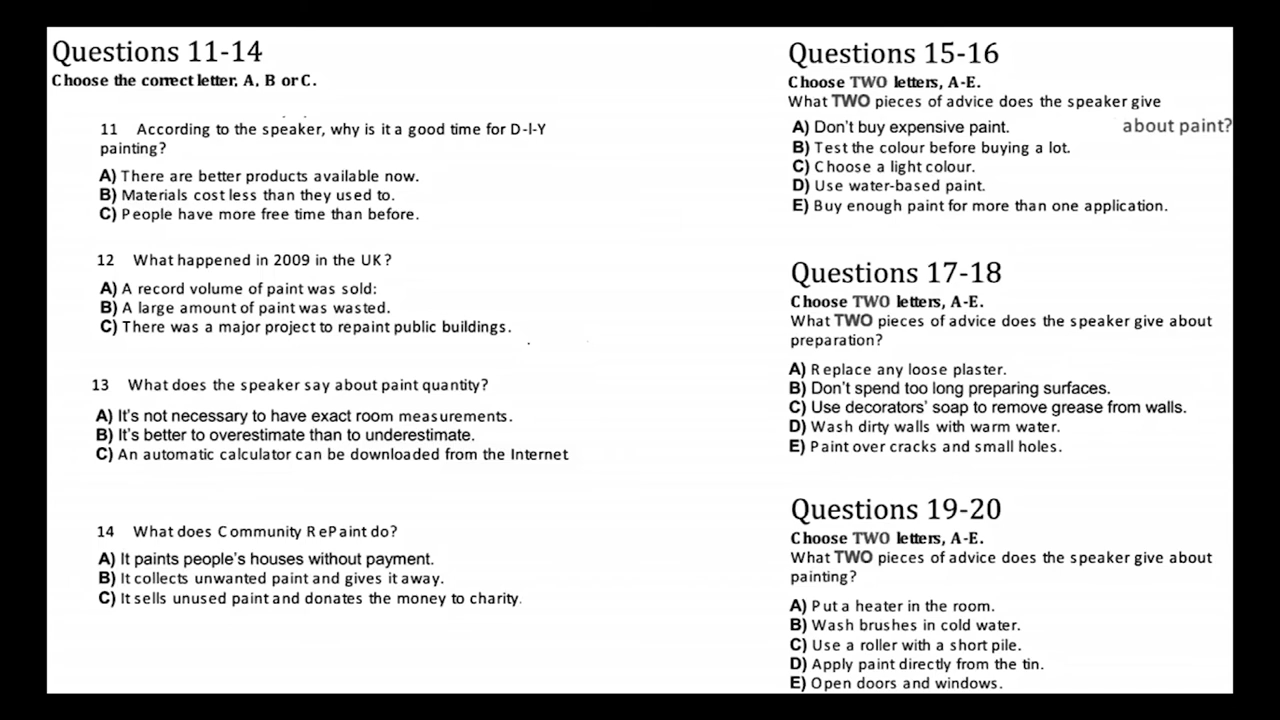 Questions 11-14
Choose the correct letter, A, B or C.
11 According to the speaker, why is it a good time for D-I-Y
painting?
A) There are better products available now.
B) Materials cost less than they used to.
C) People have more free time than before.
12 What happened in 2009 in the UK?
A) A record volume of paint was sold:
B) A large amount of paint was wasted.
C) There was a major project to repaint public buildings.
13 What does the speaker say about paint quantity?
A) It's not necessary to have exact room measurements.
B) It's better to overestimate than to underestimate.
C) An automatic calculator can be downloaded from the Internet
14 What does Community RePaint do?
A) It paints people's houses without payment.
B) It collects unwanted paint and gives it away.
C) It sells unused paint and donates the money to charity.
Questions 15-16
Choose TWO letters, A-E.
What TWO pieces of advice does the speaker give
about paint?
A) Don't buy expensive paint.
B) Test the colour before buying a lot.
C) Choose a light colour.
D) Use water-based paint.
E) Buy enough paint for more than one application.
Questions 17-18
Choose TWO letters, A-E.
What TWO pieces of advice does the speaker give about
preparation?
A) Replace any loose plaster.
B) Don't spend too long preparing surfaces.
C) Use decorators' soap to remove grease from walls.
D) Wash dirty walls with warm water.
E) Paint over cracks and small holes.
Questions 19-20
Choose TWO letters, A-E.
What TWO pieces of advice does the speaker give about
painting?
A) Put a heater in the room.
B) Wash brushes in cold water.
C) Use a roller with a short pile.
D) Apply paint directly from the tin.
E) Open doors and windows.